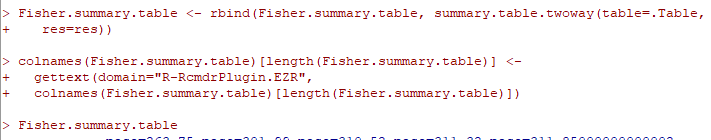 > Fisher.summary.table <- rbind(Fisher.summary.table, summary.table.twoway(table=.Table,
+    res=res))
> colnames(Fisher.summary.table)[length(Fisher.summary.table)] <-
+   gettext(domain="R-RcmdrPlugin.EZR",
+   colnames(Fisher.summary.table)[length(Fisher.summary.table)])
> Fisher.summary.table